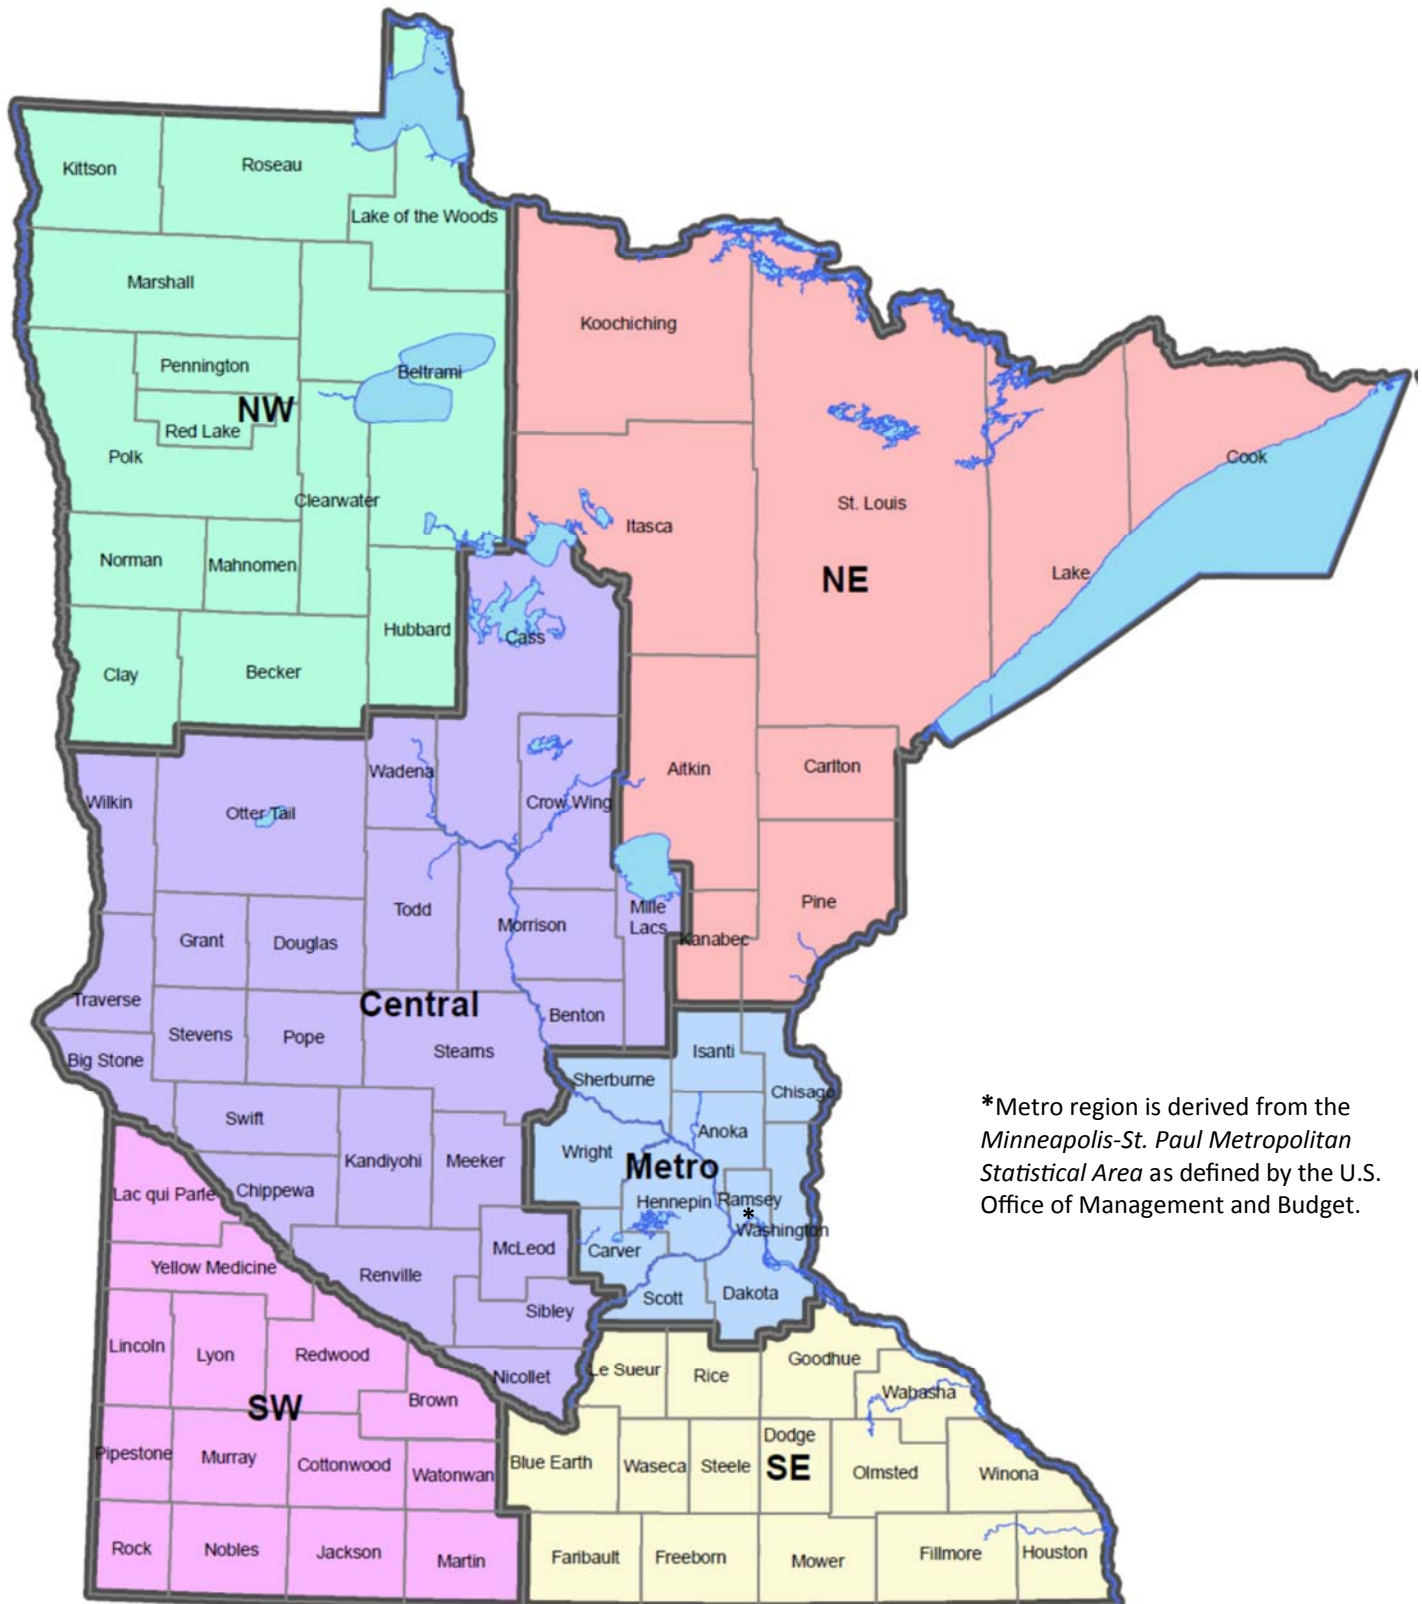 Kittson
Roseau
Lake of the Woods
Marshall
Koochiching
Pennington
Beltrami
NW
Red Lake
Polk
Cook
Clearwater
St. Louis
Itasca
Norman
Mahnomen
Lake
NE
Hubbard
Cass
Clay
Becker
Wadena
Aitkin
Carlton
Wilkin
Otter Tail
Crow Wing
Todd
Mille
Lacs
Pine
Morrison
Grant
Douglas
Kanabec
Traverse
Central
Benton
Stevens
Pope
Stearns
Isanti
Big Stone
Sherburne
Chisago
Swift
Anoka
Wright
Kandiyohi
Meeker
Metro
Lac qui Parle
Chippewa
Hennepin
Ramsey
*
Washington
Carver
McLeod
Yellow Medicine
Renville
Scott
Dakota
Sibley
*Metro region is derived from the
Minneapolis-St. Paul Metropolitan
Statistical Area as defined by the U.S.
Office of Management and Budget.
Lincoln
Lyon
Redwood
Le Sueur
Rice
Goodhue
Nicollet
Wabasha
Brown
SW
Dodge
Pipestone
Murray
Cottonwood
Watonwan
Blue Earth
Waseca
Steele
SE
Olmsted
Winona
Rock
Nobles
Jackson
Martin
Faribault
Freeborn
Mower
Fillmore
Houston